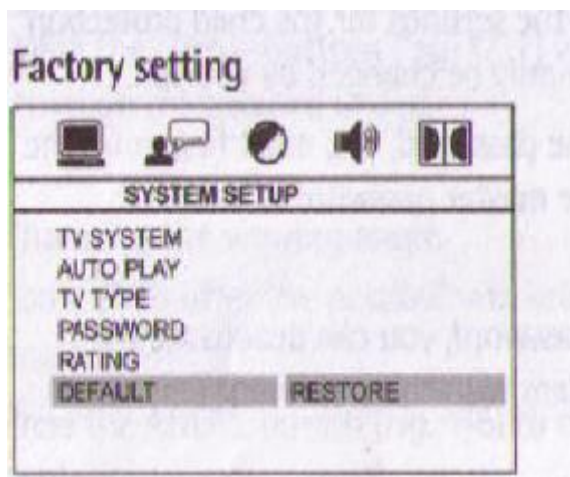 Factory setting
SYSTEM SETUP
TV SYSTEM
AUTO PLAY
TV TYPE
PASSWORD
RATING
DEFAULT RESTORE